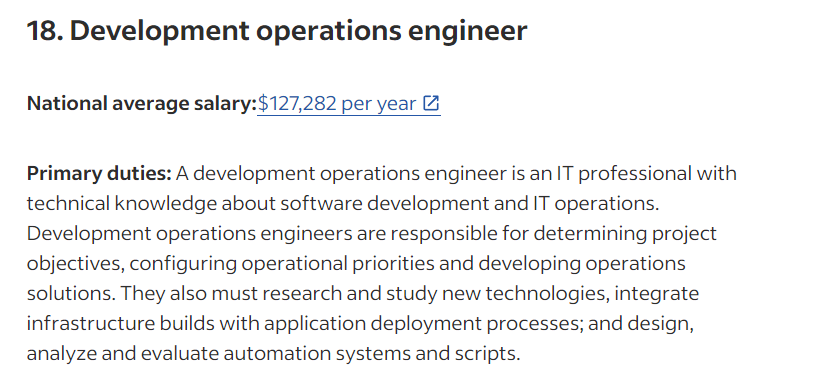 18. Development operations engineer
National average salary:$127,282 per year
Primary duties: A development operations engineer is an IT professional with
technical knowledge about software development and IT operations.
Development operations engineers are responsible for determining project
objectives, configuring operational priorities and developing operations
solutions. They also must research and study new technologies, integrate
infrastructure builds with application deployment processes; and design,
analyze and evaluate automation systems and scripts.